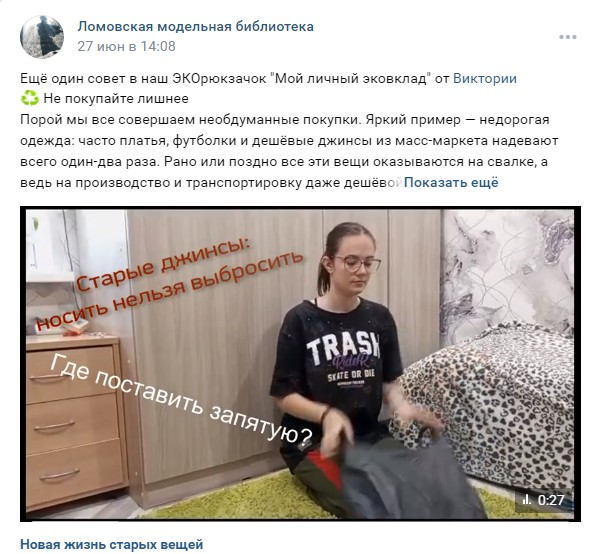 Ломовская модельная библиотека
27 июн в 14:08
Ещё один совет в наш ЭКОрюкзачок "Мой личный эковклад" от Виктории
♻ Не покупайте лишнее
Порой мы все совершаем необдуманные покупки. Яркий пример — недорогая
одежда: часто платья, футболки и дешёвые джинсы из масс-маркета надевают
всего один-два раза. Рано или поздно все эти вещи оказываются на свалке, а
ведь на производство и транспортировку даже дешёвой Показать ещё
Старые джинсы:
носить нельзя выбросить
Где поставить запятую?
TRASH
RideR
SKATE OR DIE
0:27
Новая жизнь старых вещей